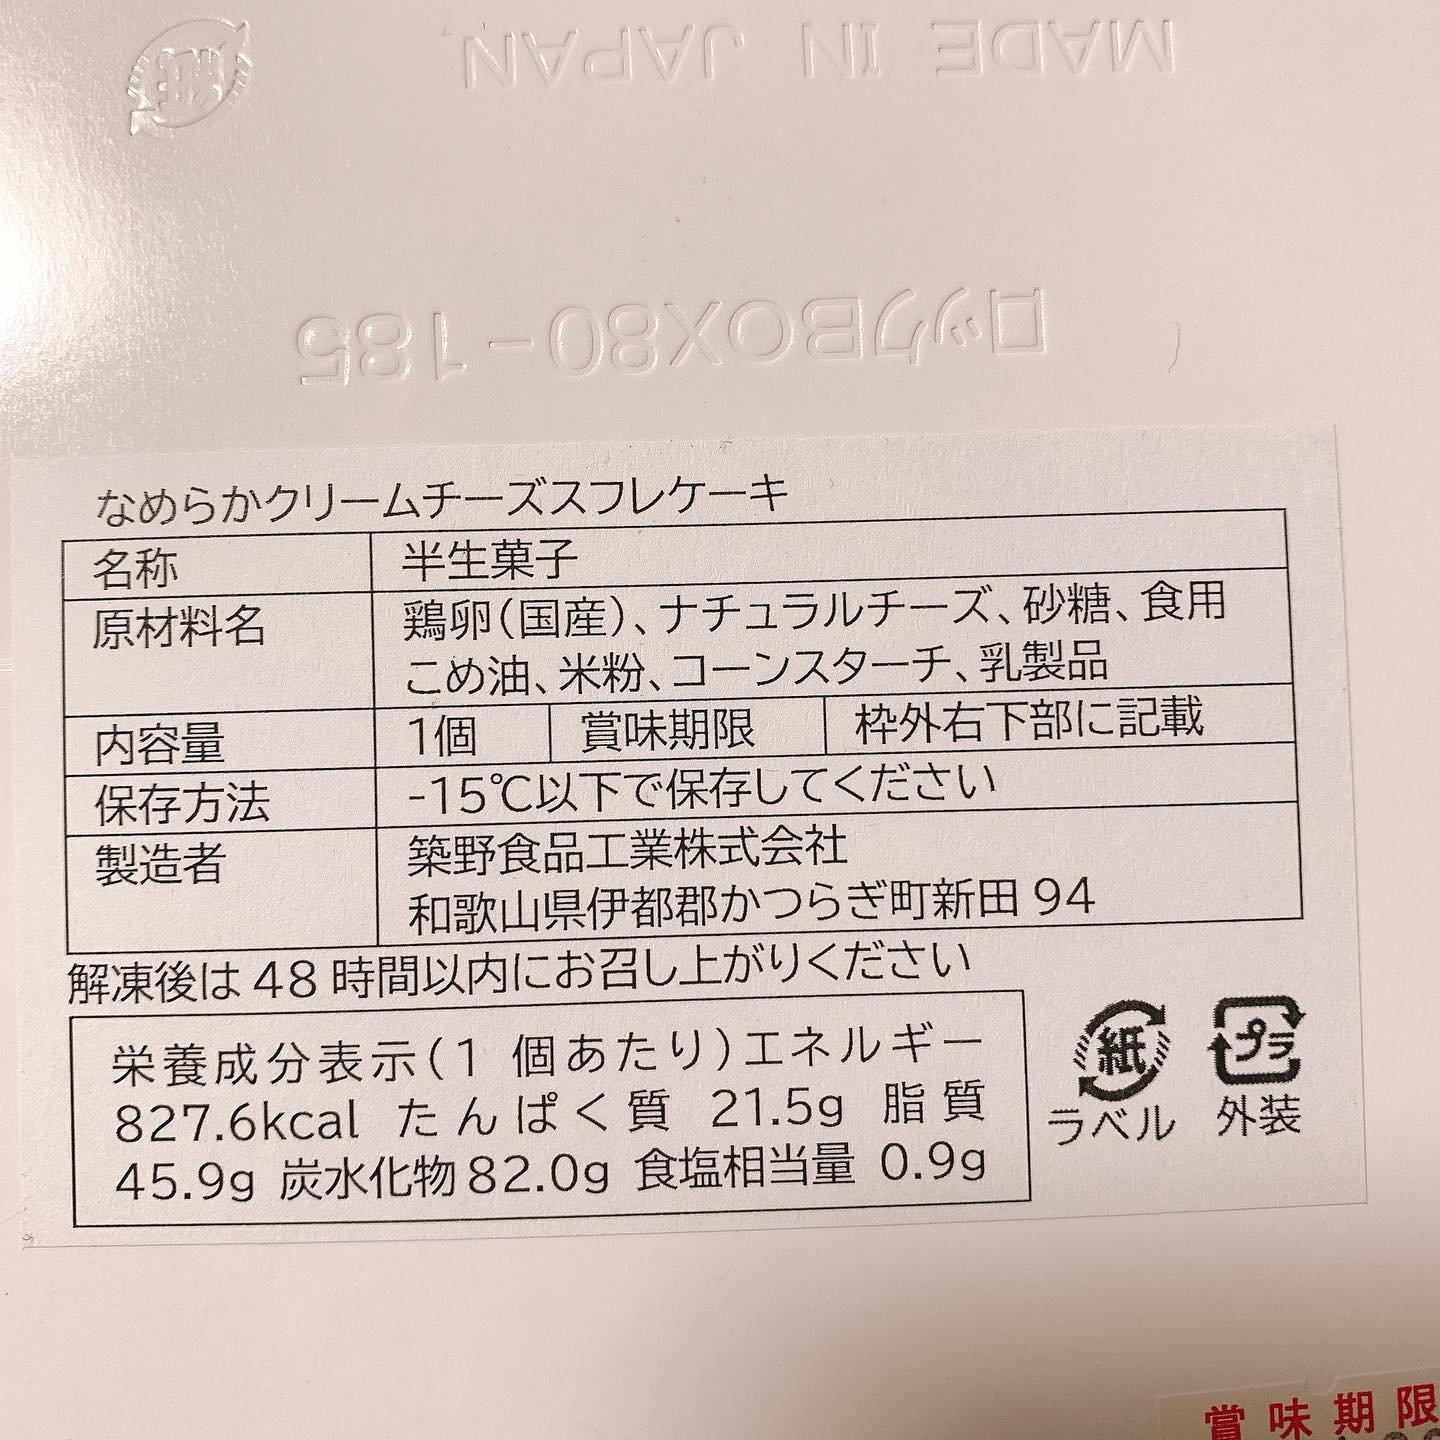 MADE IN JAPAN
紙
ロックBOX80-185
なめらかクリームチーズスフレケーキ
名称 半生菓子
原材料名 鶏卵(国産)、ナチュラルチーズ、砂糖、食用
こめ油、米粉、コーンスターチ、乳製品
内容量 1個 賞味期限 枠外右下部に記載
保存方法 -15℃以下で保存してください
製造者 築野食品工業株式会社
和歌山県伊都郡かつらぎ町新田 94
解凍後は 48 時間以内にお召し上がりください
栄養成分表示(1 個あたり)エネルギー
827.6kcal たんぱく質 21.5g 脂質
45.9g 炭水化物 82.0g 食塩相当量 0.9g
紙 プラ
ラベル 外装
賞味期限